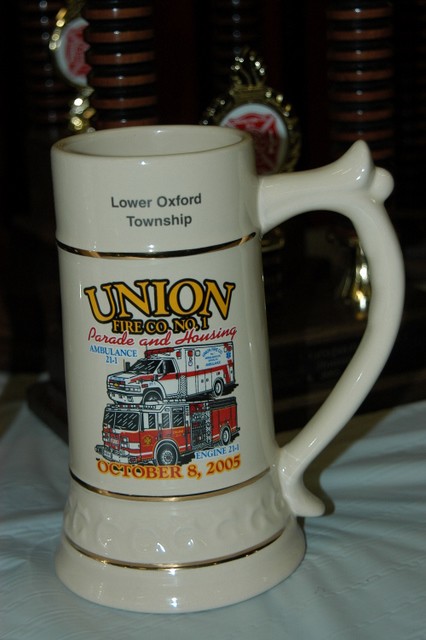 Lower Oxford
Township
UNION
FIRE CO. NO. 1
Parade and Housing
AMBULANCE
21-1
ENGINE 21-1
OCTOBER 8, 2005